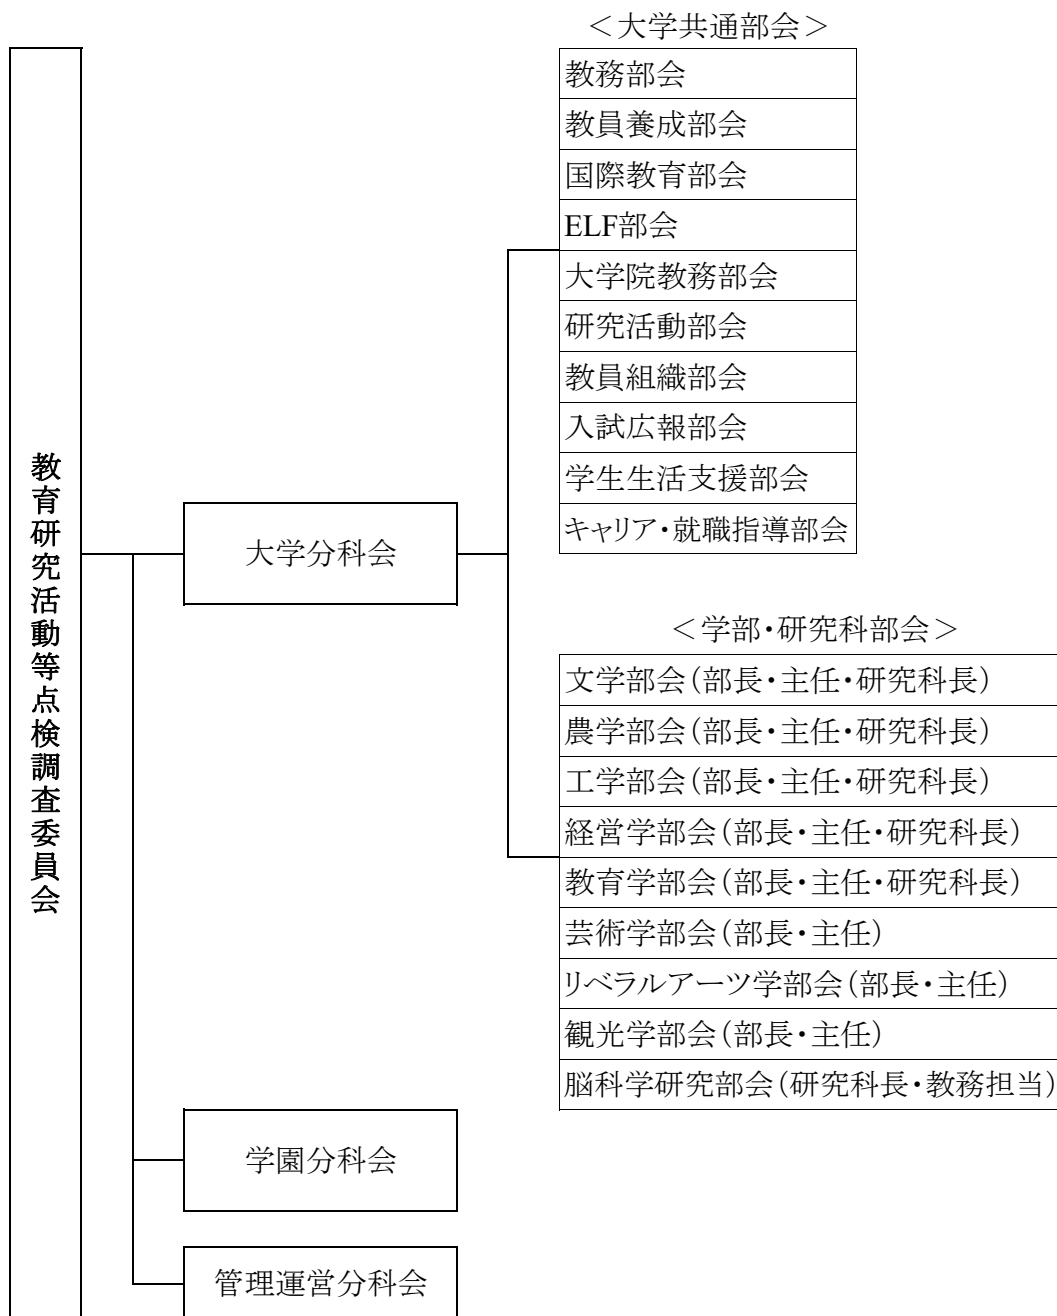 教育研究活動等点検調査委員会
大学分科会
＜大学共通部会＞
教務部会
教員養成部会
国際教育部会
ELF部会
大学院教務部会
研究活動部会
教員組織部会
入試広報部会
学生生活支援部会
キャリア・就職指導部会
＜学部・研究科部会＞
文学部会（部長・主任・研究科長）
農学部会（部長・主任・研究科長）
工学部会（部長・主任・研究科長）
経営学部会（部長・主任・研究科長）
教育学部会（部長・主任・研究科長）
芸術学部会（部長・主任）
リベラルアーツ学部会（部長・主任）
観光学部会（部長・主任）
脳科学研究部会（研究科長・教務担当）
学園分科会
管理運営分科会